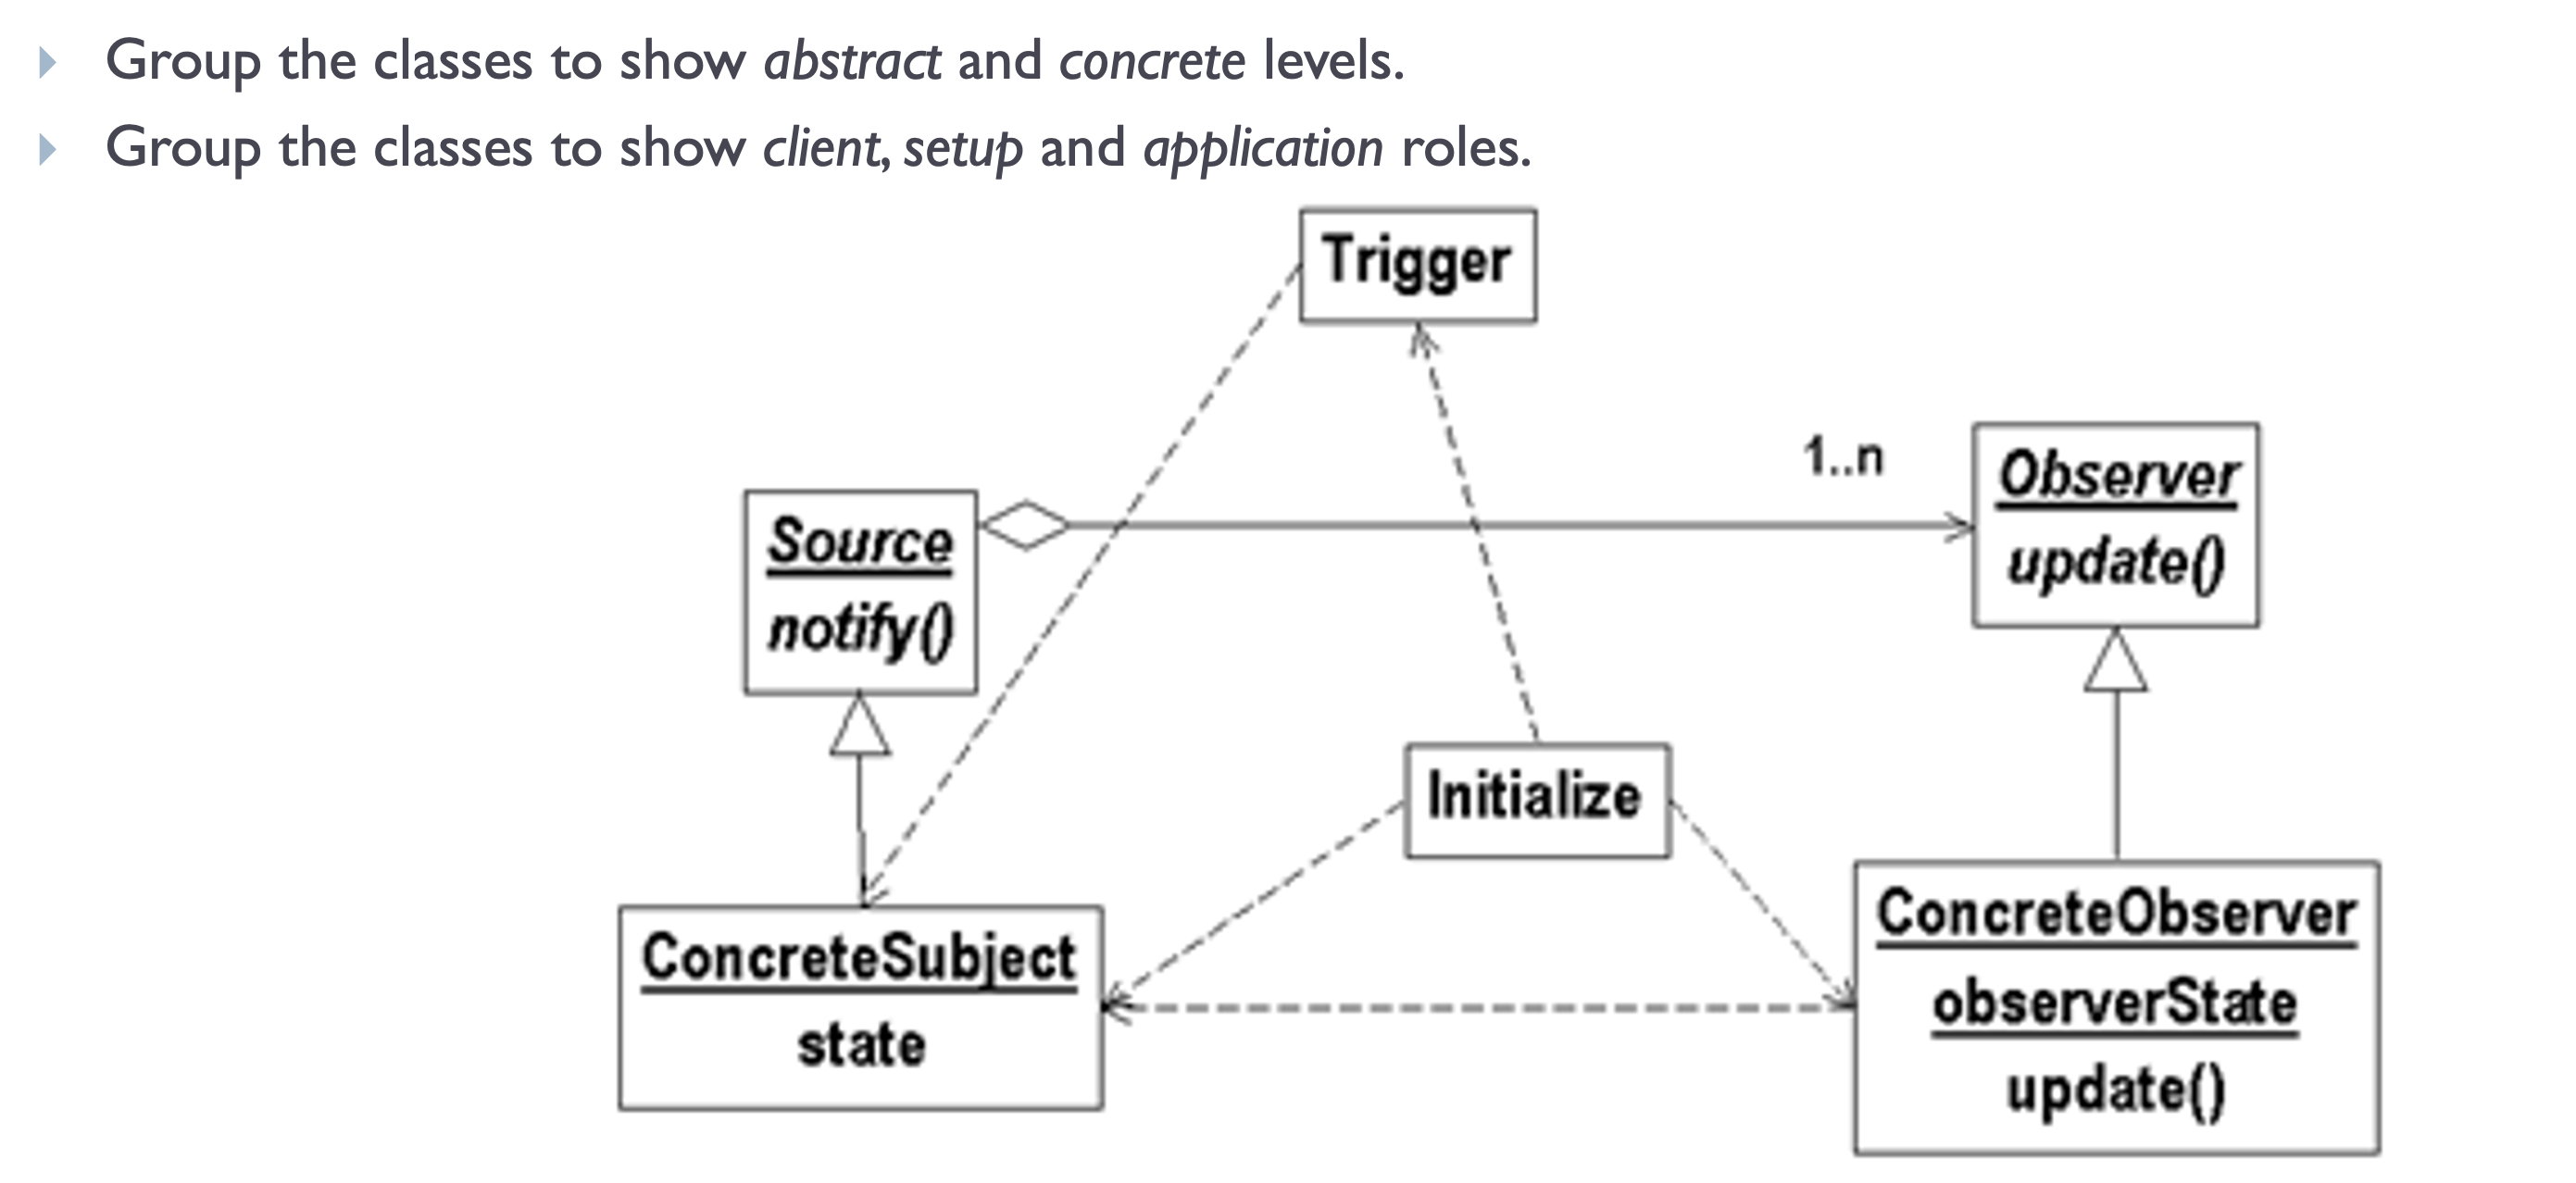 Group the classes to show abstract and concrete levels.
Group the classes to show client, setup and application roles.
Trigger
1..n
Observer
update()
Source
notify()
Initialize
ConcreteSubject
state
ConcreteObserver
observerState
update()